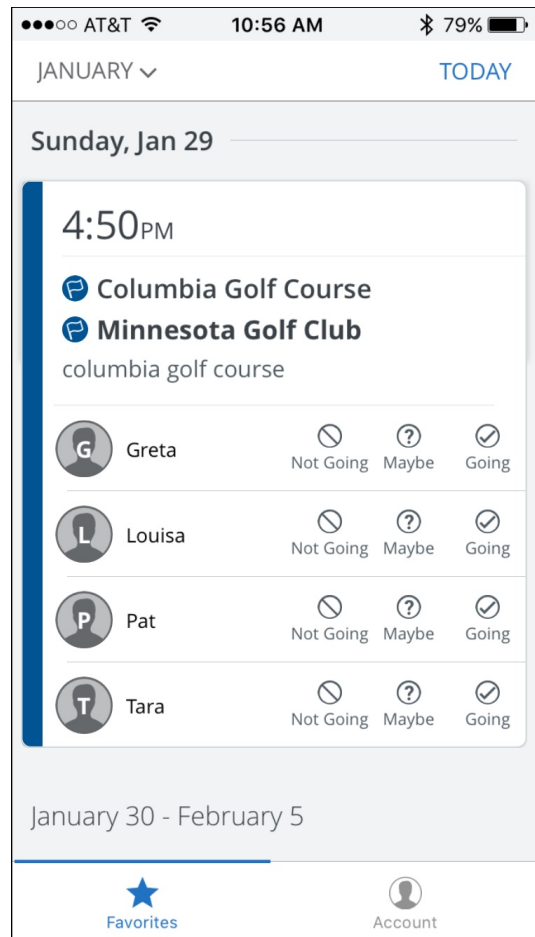 AT&T 10:56 AM 79%
JANUARY TODAY
Sunday, Jan 29
4:50PM
Columbia Golf Course
Minnesota Golf Club
columbia golf course
G Greta Not Going Maybe Going
L Louisa Not Going Maybe Going
P Pat Not Going Maybe Going
T Tara Not Going Maybe Going
January 30 - February 5
Favorites Account